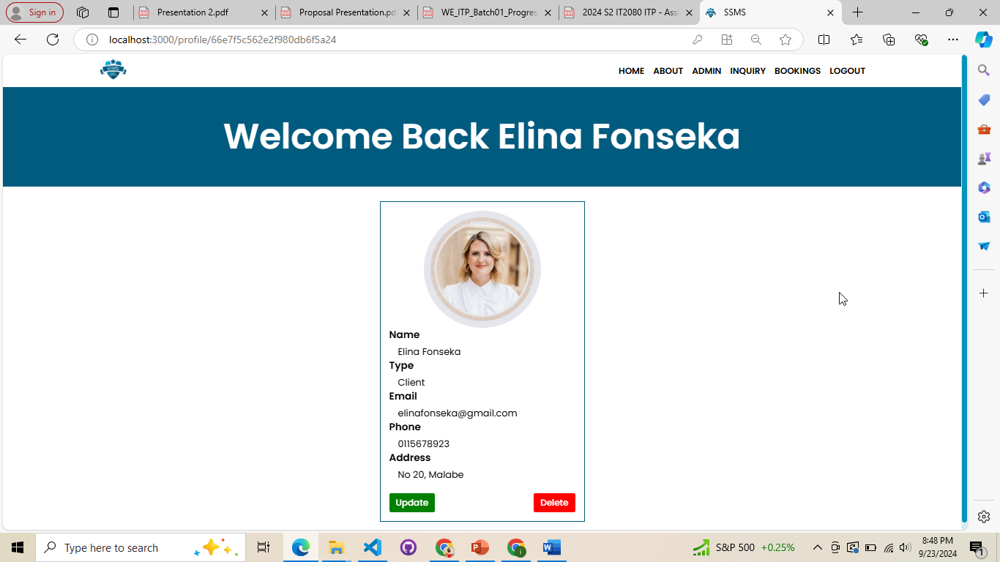 Sign in
Presentation 2.pdf
Proposal Presentation.pd
WE_ITP_Batch01_Progres
2024 S2 IT2080 ITP - Ass
SSMS
localhost:3000/profile/66e7f5c562e2f980db6f5a24
SSMS
HOME ABOUT ADMIN INQUIRY BOOKINGS LOGOUT
Welcome Back Elina Fonseka
Name
Elina Fonseka
Type
Client
Email
elinafonseka@gmail.com
Phone
0115678923
Address
No 20, Malabe
Update Delete
Type here to search
S&P 500 +0.25%
8:48 PM
9/23/2024
1